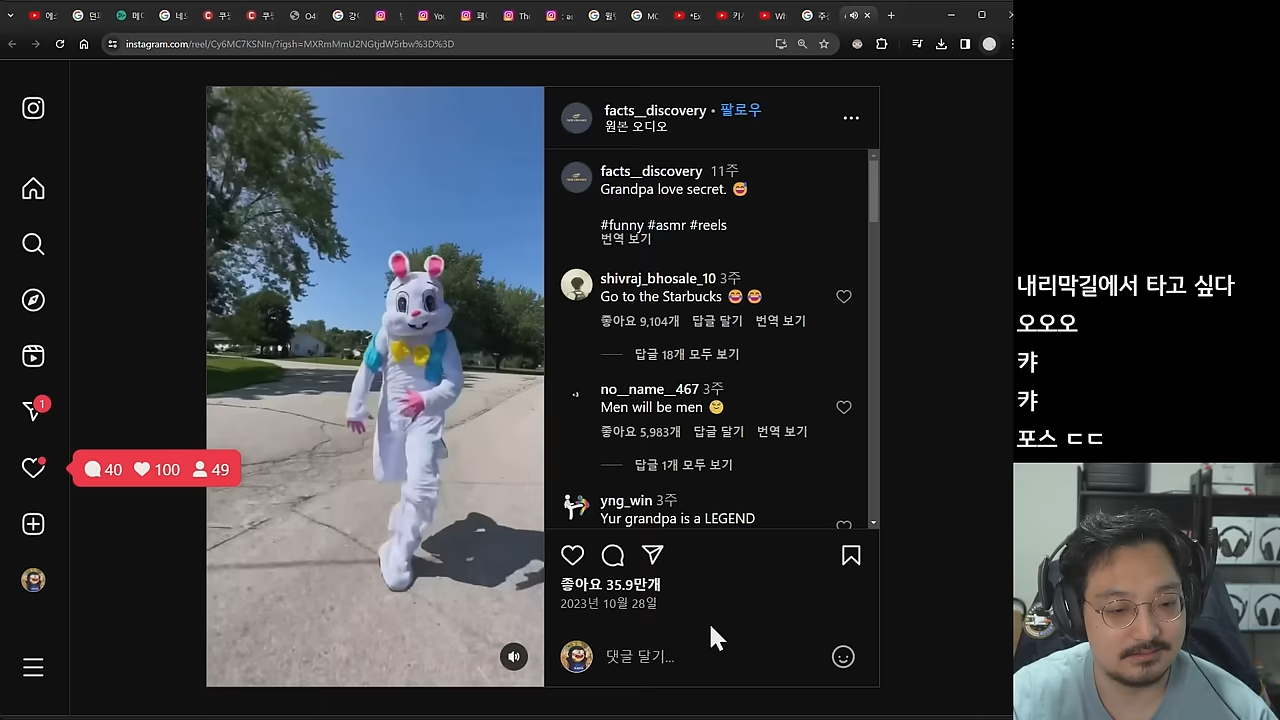 instagram.com/reel/Cy6MC7KSNIn/?igsh=MXRmMmU2NGtjdW5rbw%3D%3D
facts__discovery • 팔로우
원본 오디오
facts__discovery 11주
Grandpa love secret. 😅
#funny #asmr #reels
번역 보기
shivraj_bhosale_10 3주
Go to the Starbucks 😂 😂
좋아요 9,104개 답글 달기 번역 보기
답글 18개 모두 보기
no__name__467 3주
Men will be men 😊
좋아요 5,983개 답글 달기 번역 보기
답글 1개 모두 보기
yng_win 3주
Yur grandpa is a LEGEND
좋아요 35.9만개
2023년 10월 28일
댓글 달기...
1
40 100 49
내리막길에서 타고 싶다
오오오
캬
캬
포스 ㄷㄷ